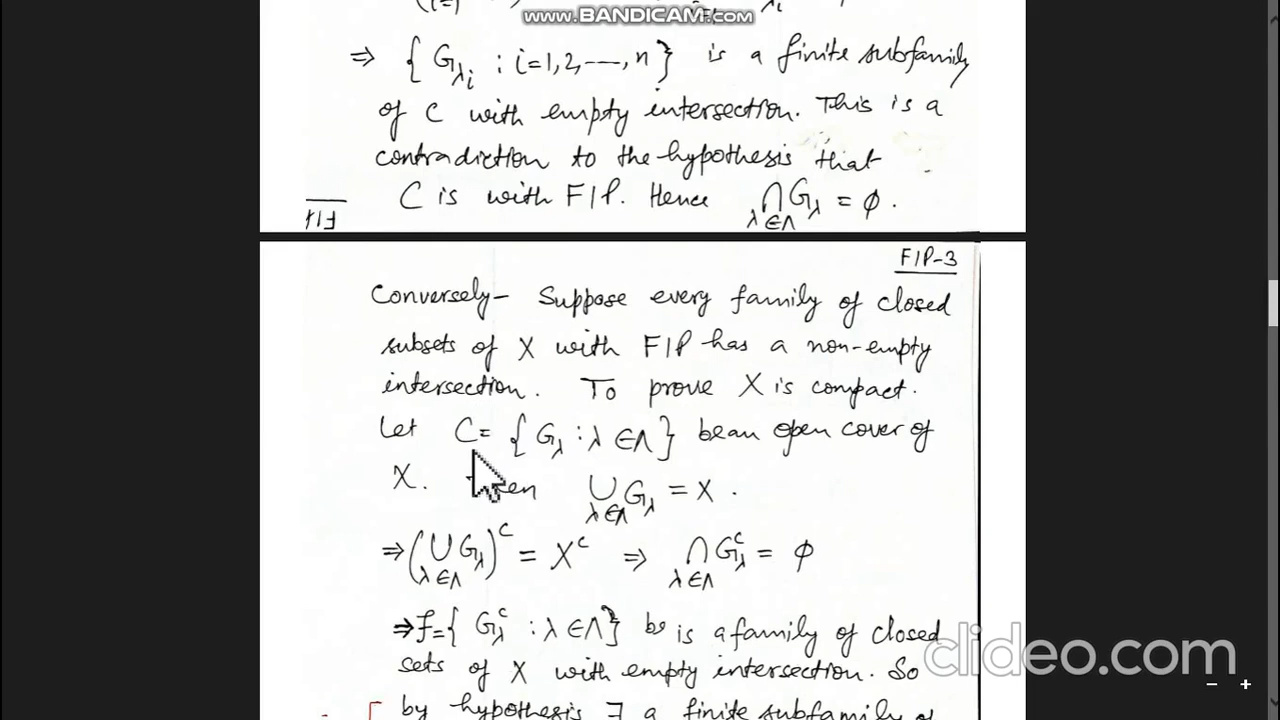 www.BANDICAM.com
⇒ { G_λi : i=1,2,---,n } is a finite subfamily
of C with empty intersection. This is a
contradiction to the hypothesis that
C is with FIP. Hence ⋂_{λ∈Λ} G_λ = φ.
FIP-3
Conversely- Suppose every family of closed
subsets of X with FIP has a non-empty
intersection. To prove X is compact.
Let C = { G_λ : λ∈Λ } be an open cover of
X. Then ⋃_{λ∈Λ} G_λ = X.
⇒ (⋃_{λ∈Λ} G_λ)^c = X^c ⇒ ⋂_{λ∈Λ} G_λ^c = φ
⇒ f = { G_λ^c : λ∈Λ } be is a family of closed
sets of X with empty intersection. So
by hypothesis ∃ a finite subfamily of
clideo.com